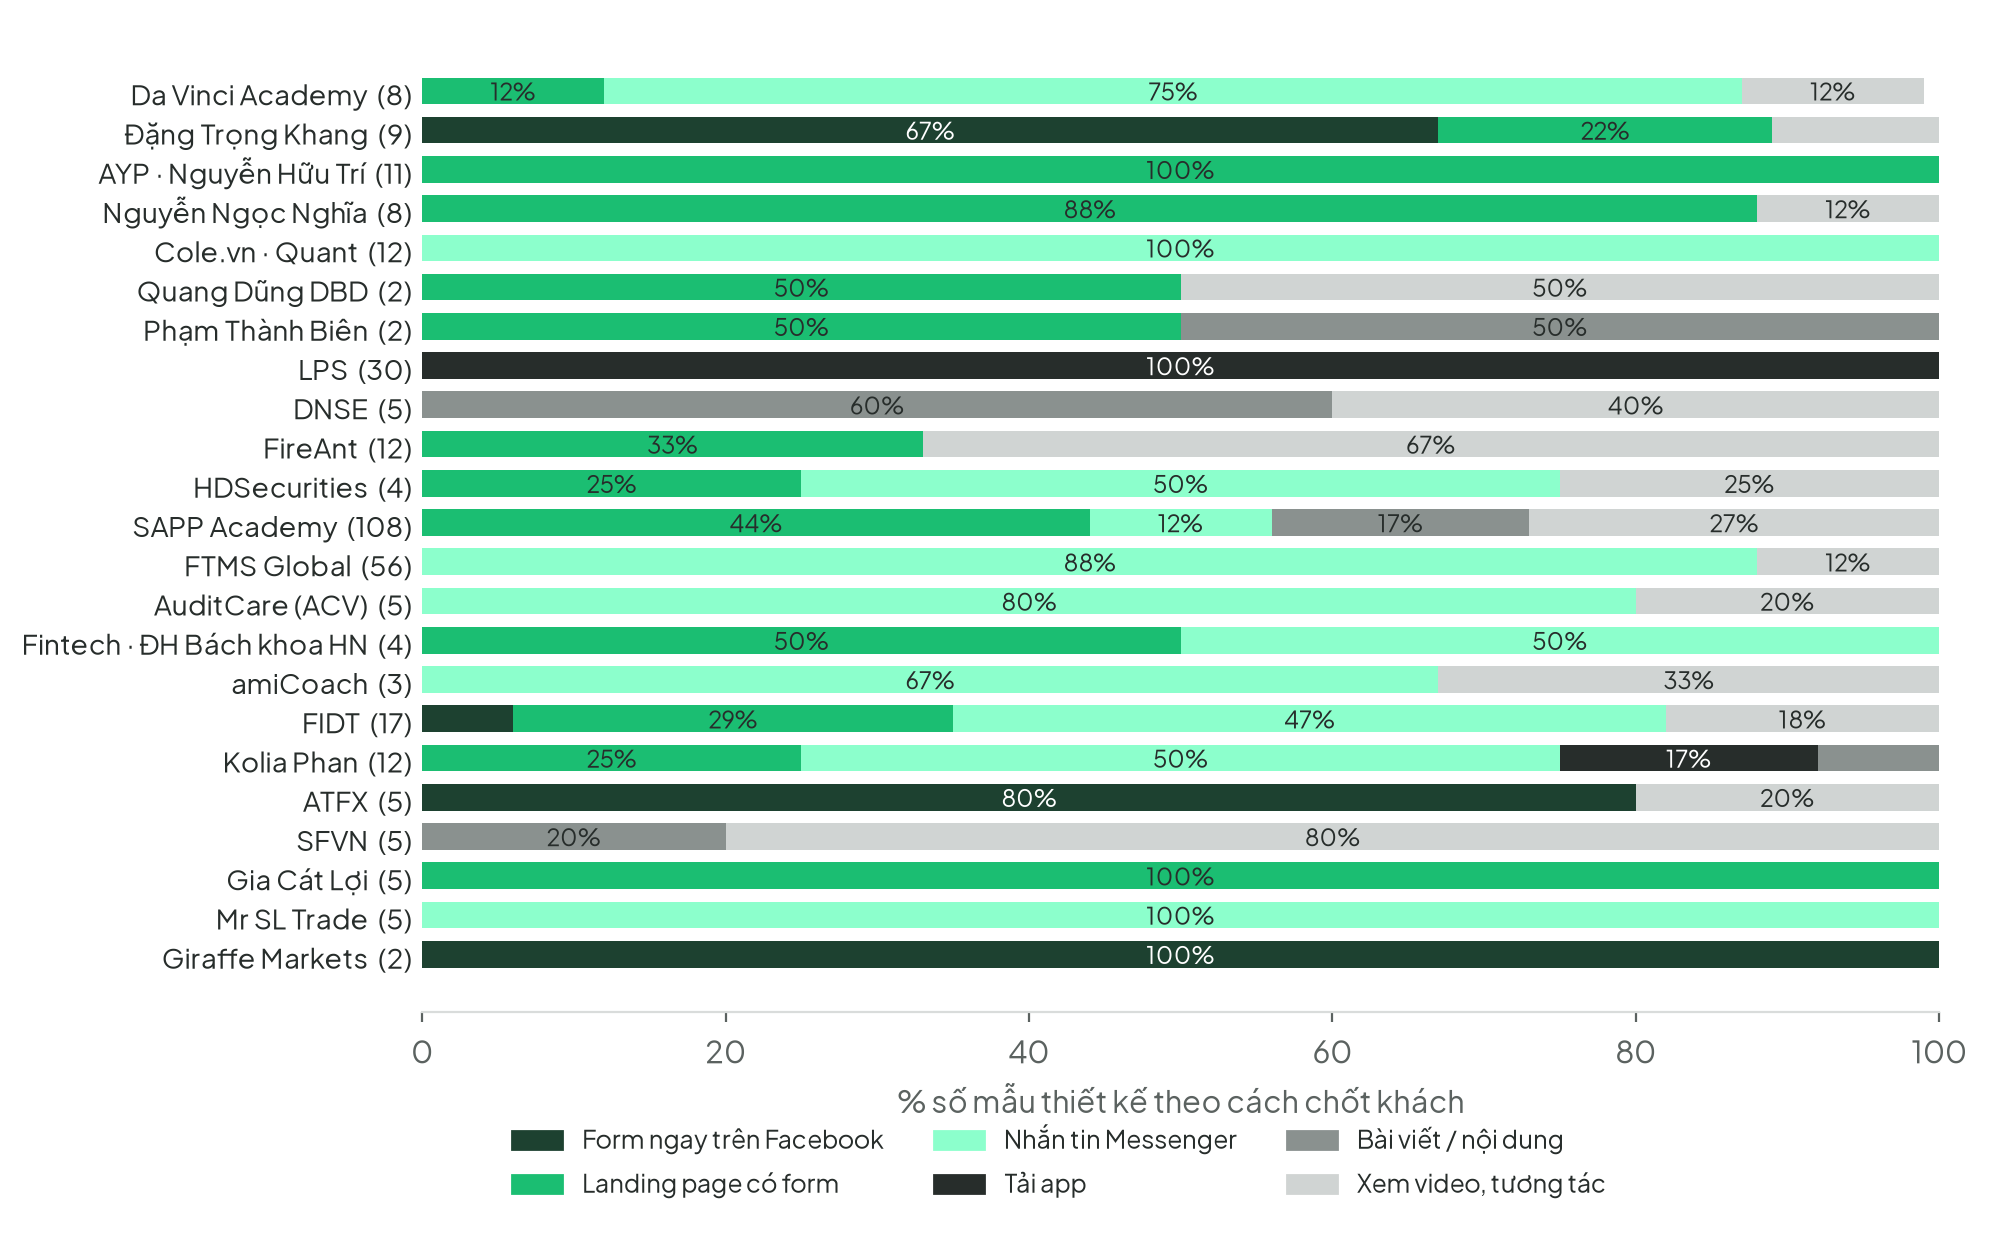 Da Vinci Academy (8) 12% 75% 12%
Đặng Trọng Khang (9) 67% 22%
AYP · Nguyễn Hữu Trí (11) 100%
Nguyễn Ngọc Nghĩa (8) 88% 12%
Cole.vn · Quant (12) 100%
Quang Dũng DBD (2) 50% 50%
Phạm Thành Biên (2) 50% 50%
LPS (30) 100%
DNSE (5) 60% 40%
FireAnt (12) 33% 67%
HDSecurities (4) 25% 50% 25%
SAPP Academy (108) 44% 12% 17% 27%
FTMS Global (56) 88% 12%
AuditCare (ACV) (5) 80% 20%
Fintech · ĐH Bách khoa HN (4) 50% 50%
amiCoach (3) 67% 33%
FIDT (17) 29% 47% 18%
Kolia Phan (12) 25% 50% 17%
ATFX (5) 80% 20%
SFVN (5) 20% 80%
Gia Cát Lợi (5) 100%
Mr SL Trade (5) 100%
Giraffe Markets (2) 100%
0 20 40 60 80 100
% số mẫu thiết kế theo cách chốt khách
Form ngay trên Facebook Nhắn tin Messenger Bài viết / nội dung
Landing page có form Tải app Xem video, tương tác